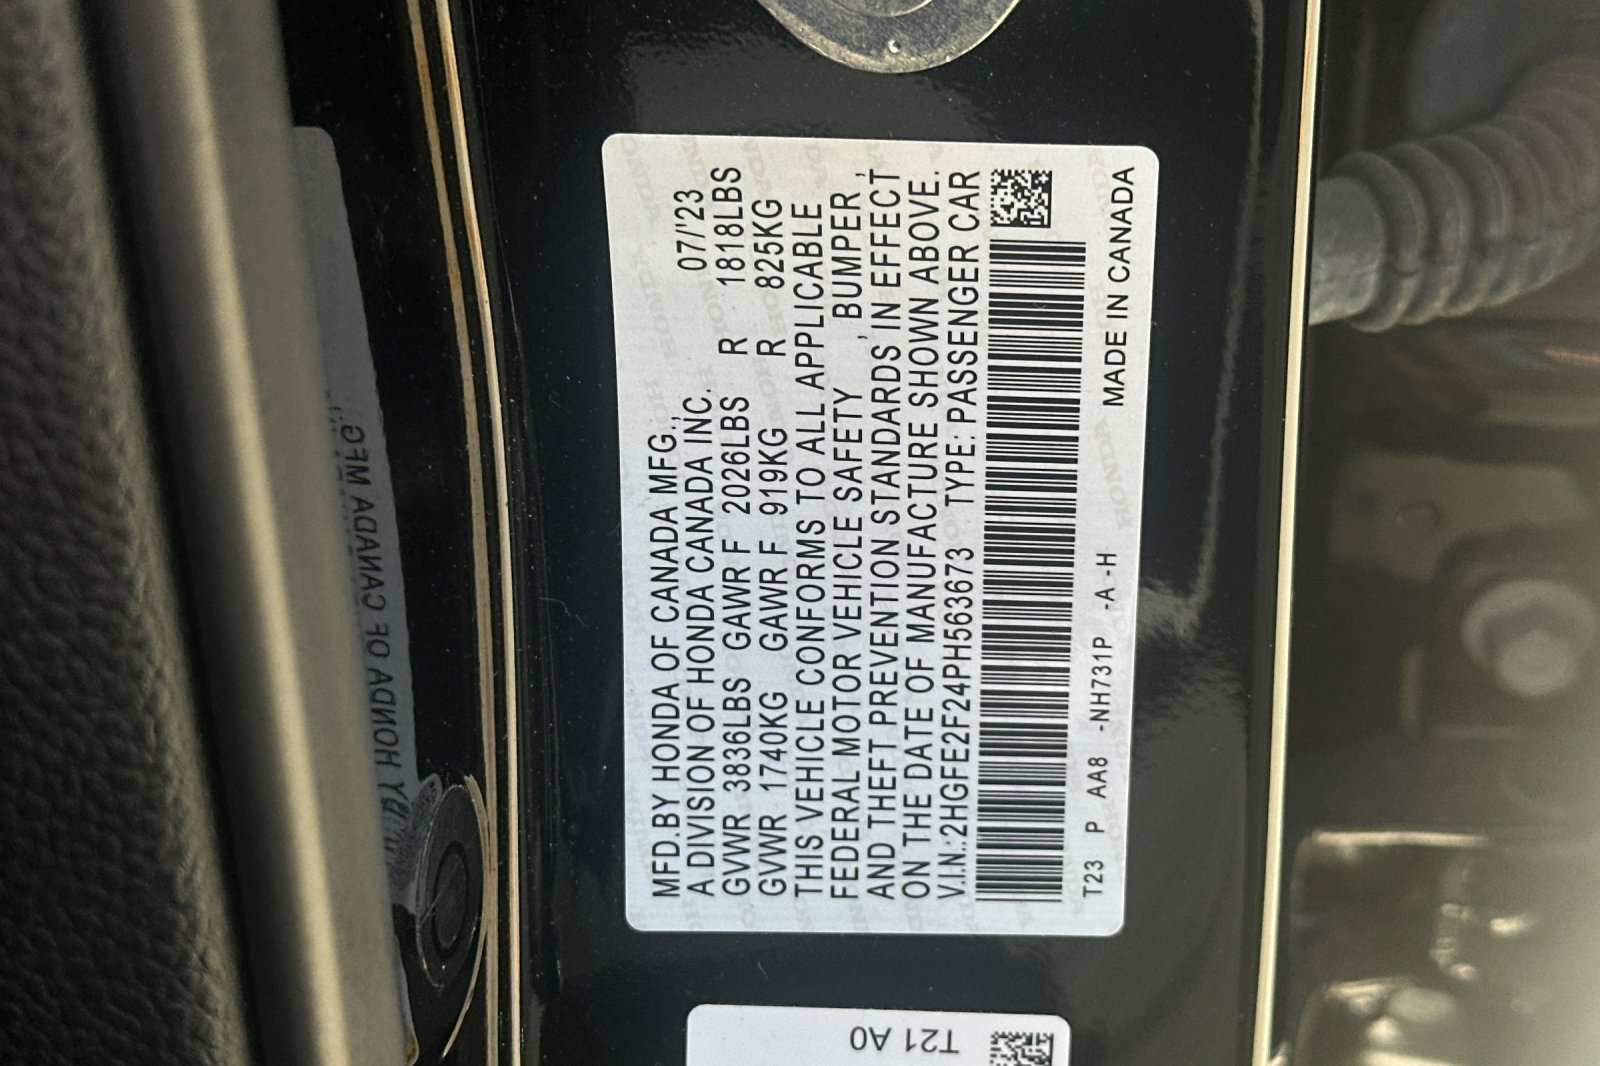 MFD.BY HONDA OF CANADA MFG.,
A DIVISION OF HONDA CANADA INC. 07/'23
GVWR 3836LBS GAWR F 2026LBS R 1818LBS
GVWR 1740KG GAWR F 919KG R 825KG
THIS VEHICLE CONFORMS TO ALL APPLICABLE
FEDERAL MOTOR VEHICLE SAFETY , BUMPER ,
AND THEFT PREVENTION STANDARDS IN EFFECT
ON THE DATE OF MANUFACTURE SHOWN ABOVE.
V.I.N.:2HGFE2F24PH563673 TYPE: PASSENGER CAR
T23 P AA8 -NH731P -A -H MADE IN CANADA
T21 A0